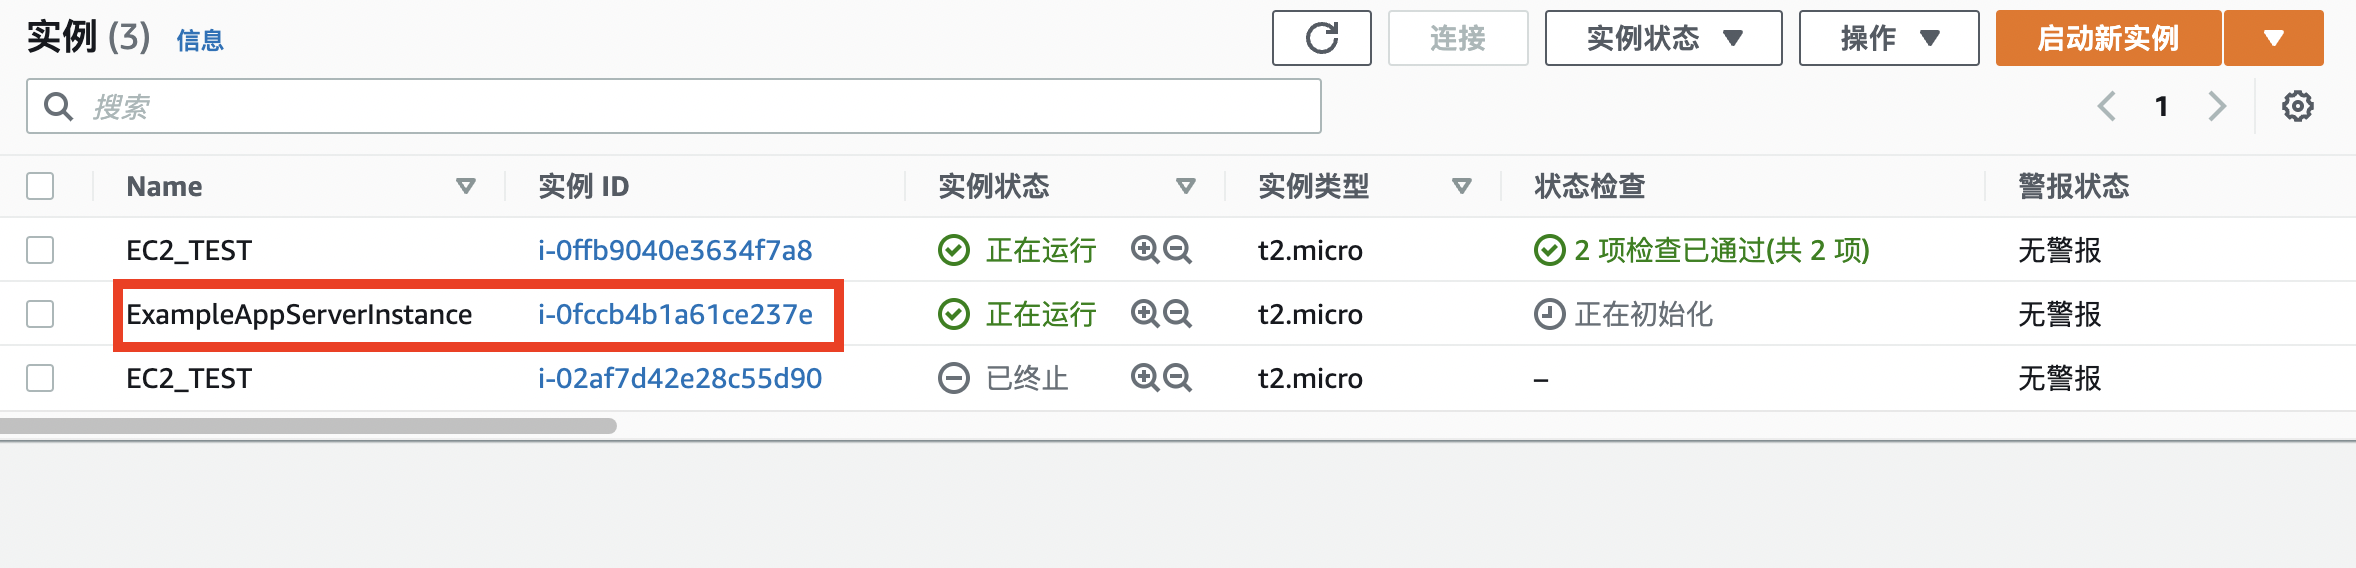 实例 (3) 信息 连接 实例状态 操作 启动新实例
搜索 1
Name 实例 ID 实例状态 实例类型 状态检查 警报状态
EC2_TEST i-0ffb9040e3634f7a8 正在运行 t2.micro 2 项检查已通过(共 2 项) 无警报
ExampleAppServerInstance i-0fccb4b1a61ce237e 正在运行 t2.micro 正在初始化 无警报
EC2_TEST i-02af7d42e28c55d90 已终止 t2.micro – 无警报